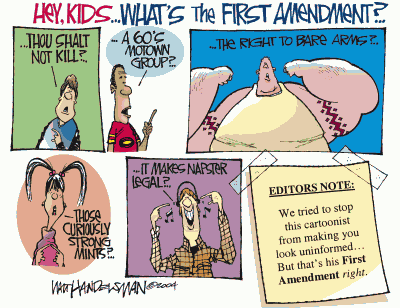 HEY, KIDS...WHAT'S THE FIRST AMENDMENT?..
...THOU SHALT
NOT KILL?..
...A 60'S
MOTOWN
GROUP?..
...THE RIGHT TO BARE ARMS?..
...THOSE
CURIOUSLY
STRONG
MINTS?..
...IT MAKES NAPSTER
LEGAL?..
EDITORS NOTE:
We tried to stop
this cartoonist
from making you
look uninformed…
But that's his First
Amendment right.
WALT HANDELSMAN ©2004